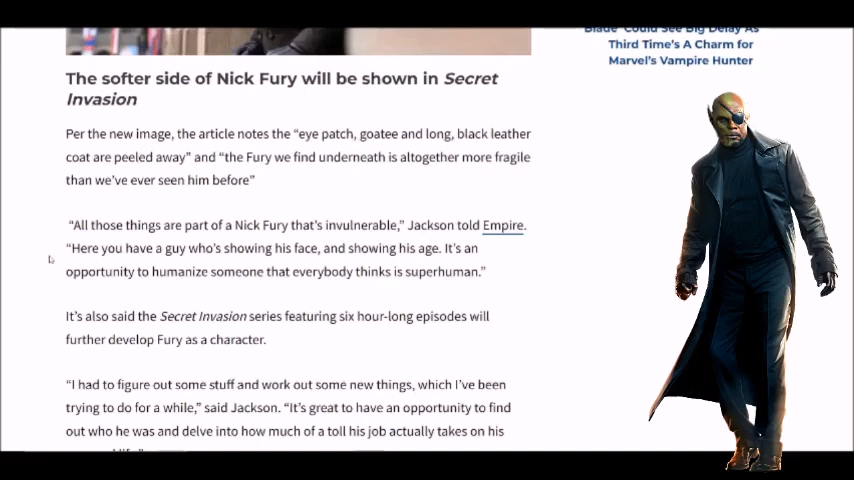 Blade' Could See Big Delay As
Third Time's A Charm for
Marvel's Vampire Hunter
The softer side of Nick Fury will be shown in Secret
Invasion
Per the new image, the article notes the “eye patch, goatee and long, black leather
coat are peeled away” and “the Fury we find underneath is altogether more fragile
than we’ve ever seen him before”
“All those things are part of a Nick Fury that’s invulnerable,” Jackson told Empire.
“Here you have a guy who’s showing his face, and showing his age. It’s an
opportunity to humanize someone that everybody thinks is superhuman.”
It’s also said the Secret Invasion series featuring six hour-long episodes will
further develop Fury as a character.
“I had to figure out some stuff and work out some new things, which I’ve been
trying to do for a while,” said Jackson. “It’s great to have an opportunity to find
out who he was and delve into how much of a toll his job actually takes on his